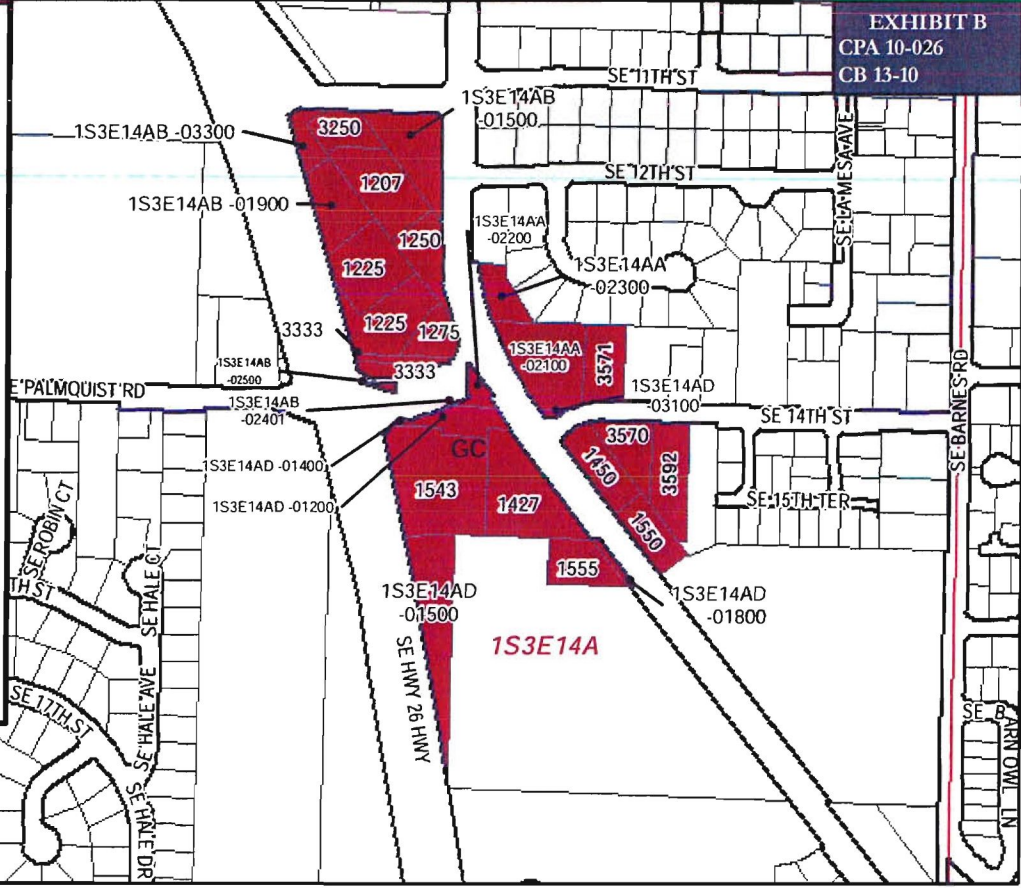 EXHIBIT B
CPA 10-026
CB 13-10
SE 11TH ST
1S3E14AB
-01500
3250
1S3E14AB -03300
SE LA MESA AVE
SE 12TH ST
1207
1S3E14AB -01900
1S3E14AA
-02200
1250
1225
1S3E14AA
-02300
1225
1275
3333
1S3E14AA
-02100
3571
1S3E14AB
-02500
3333
SE BARNES RD
E PALMQUIST RD
1S3E14AD
-03100
1S3E14AB
-02401
SE 14TH ST
3570
GC
1450
3592
1S3E14AD -01400
1543
1427
SE 15TH TER
1S3E14AD -01200
SE ROBIN CT
1550
1555
TH ST
SE HALE CT
1S3E14AD
-01500
1S3E14AD
-01800
1S3E14A
SE HWY 26 HWY
SE 17TH ST
SE HALE AVE
SE BARN OWL LN
SE HALE DR